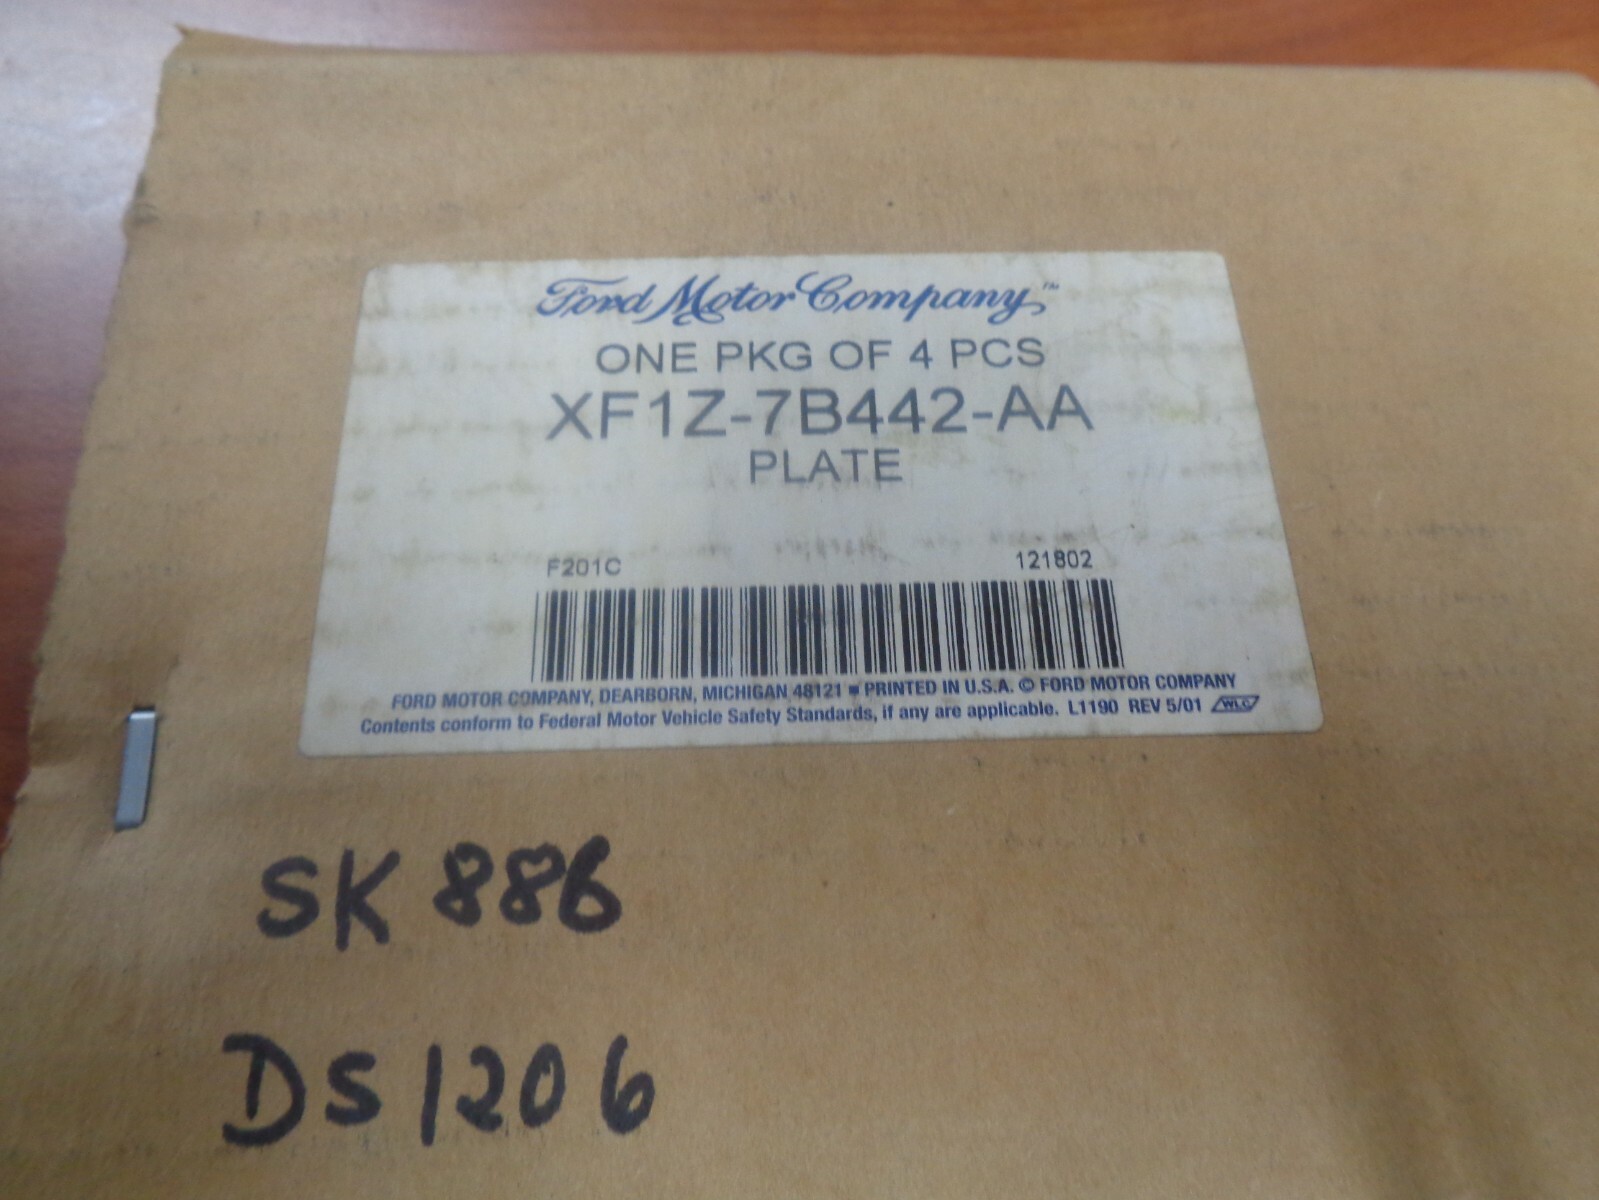 Ford Motor Company™
ONE PKG OF 4 PCS
XF1Z-7B442-AA
PLATE
F201C 121802
FORD MOTOR COMPANY, DEARBORN, MICHIGAN 48121 ■ PRINTED IN U.S.A. © FORD MOTOR COMPANY
Contents conform to Federal Motor Vehicle Safety Standards, if any are applicable. L1190 REV 5/01 WLC
SK 886
DS1206